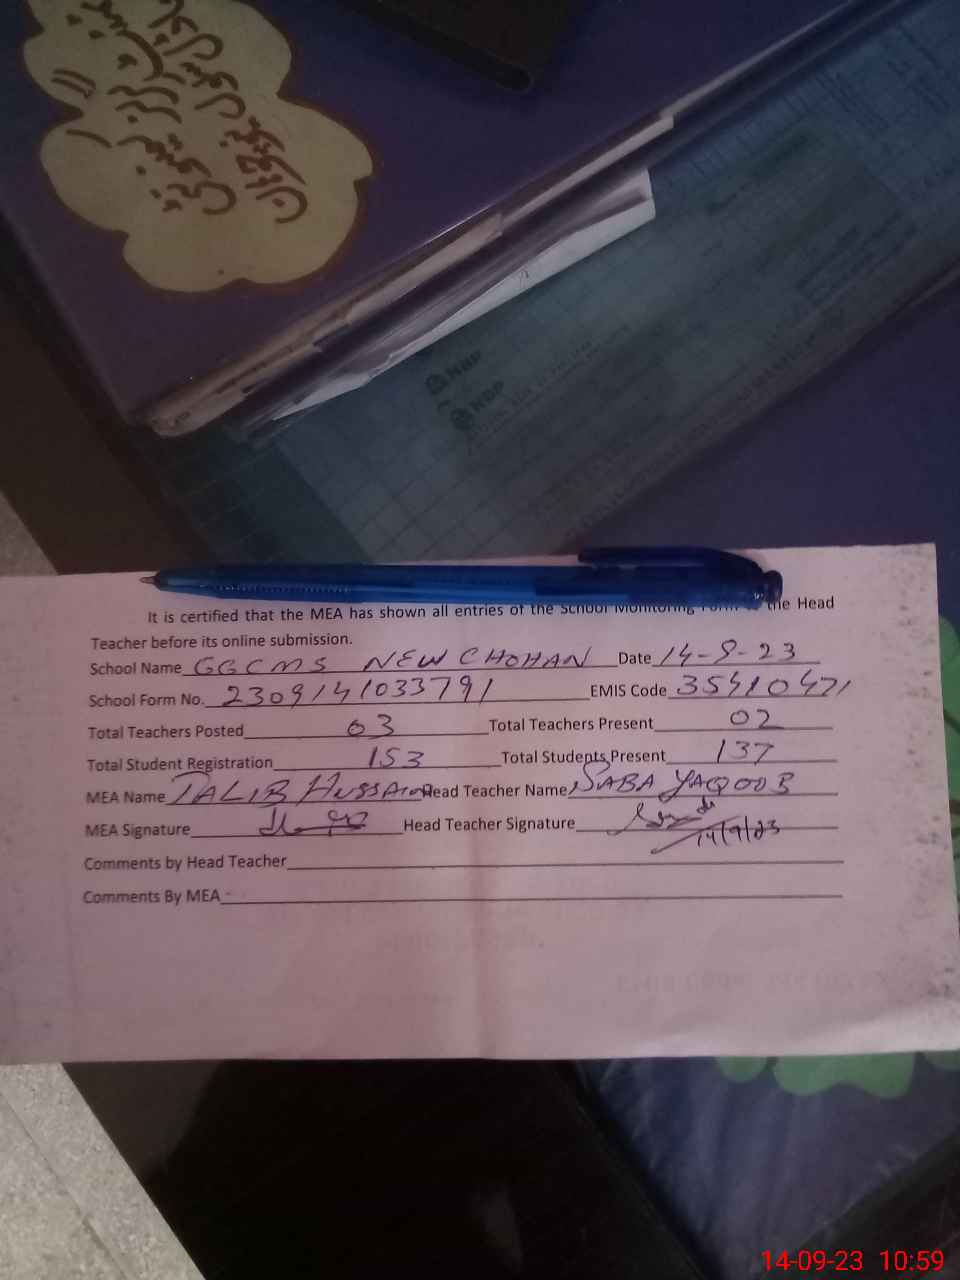 NBP
NBP
It is certified that the MEA has shown all entries of the School Monitoring Form to the Head
Teacher before its online submission.
School Name GGCMS NEW CHOHAN Date 14-9-23
School Form No. 2309141033791 EMIS Code 35410471
Total Teachers Posted 03 Total Teachers Present 02
Total Student Registration 153 Total Students Present 137
MEA Name TALIB HUSSAIN Head Teacher Name SABA YAQOOB
MEA Signature Head Teacher Signature
14/9/23
Comments by Head Teacher
Comments By MEA
14-09-23 10:59